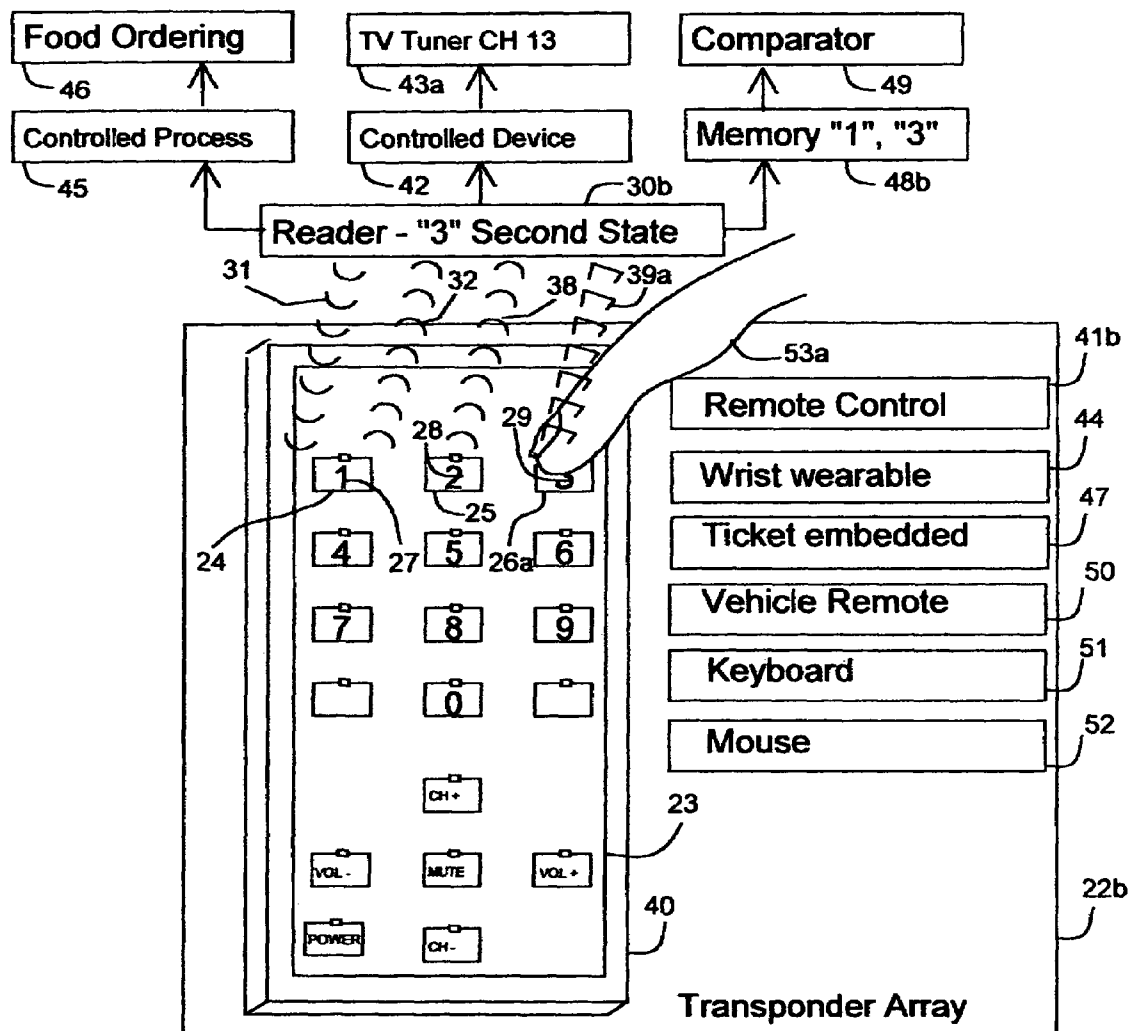 Food Ordering
TV Tuner CH 13
Comparator
46
43a
49
Controlled Process
Controlled Device
Memory "1", "3"
45
42
30b
48b
Reader - "3" Second State
31
32
38
39a
53a
41b
Remote Control
44
28
29
1
2
3
Wrist wearable
47
24
27
25
26a
4
5
6
Ticket embedded
50
7
8
9
Vehicle Remote
51
0
Keyboard
52
Mouse
CH +
23
VOL -
MUTE
VOL +
22b
40
POWER
CH -
Transponder Array